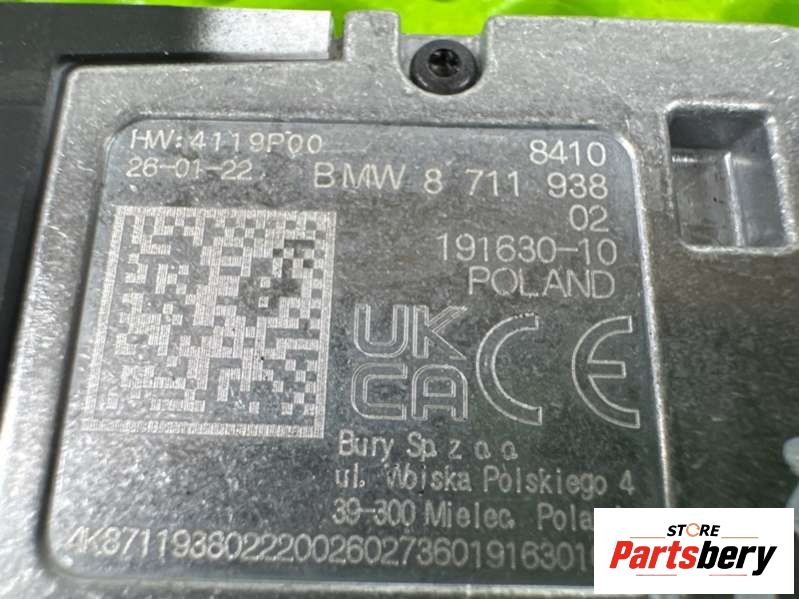 HW: 4119P00 8410
26-01-22 BMW 8 711 938
02
191630-10
POLAND
UK
CA CE
Bury Sp. z o.o.
ul. Wojska Polskiego 4
39-300 Mielec,
STORE
Partsbery